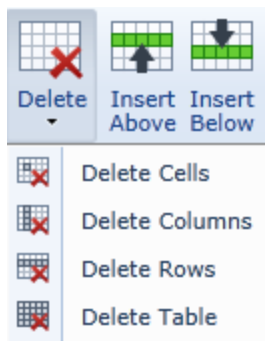 Delete
Insert Insert
Above Below
Delete Cells
Delete Columns
Delete Rows
Delete Table